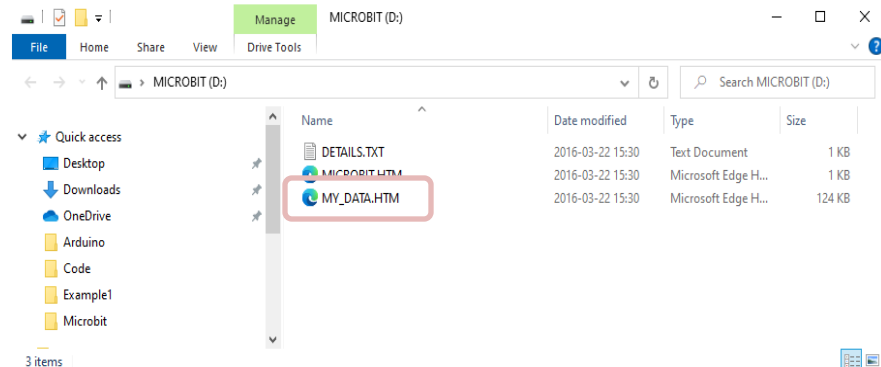 Manage MICROBIT (D:)
File Home Share View Drive Tools
MICROBIT (D:) Search MICROBIT (D:)
Name Date modified Type Size
Quick access
Desktop
Downloads
OneDrive
Arduino
Code
Example1
Microbit
DETAILS.TXT 2016-03-22 15:30 Text Document 1 KB
MICROBIT.HTM 2016-03-22 15:30 Microsoft Edge H... 1 KB
MY_DATA.HTM 2016-03-22 15:30 Microsoft Edge H... 124 KB
3 items